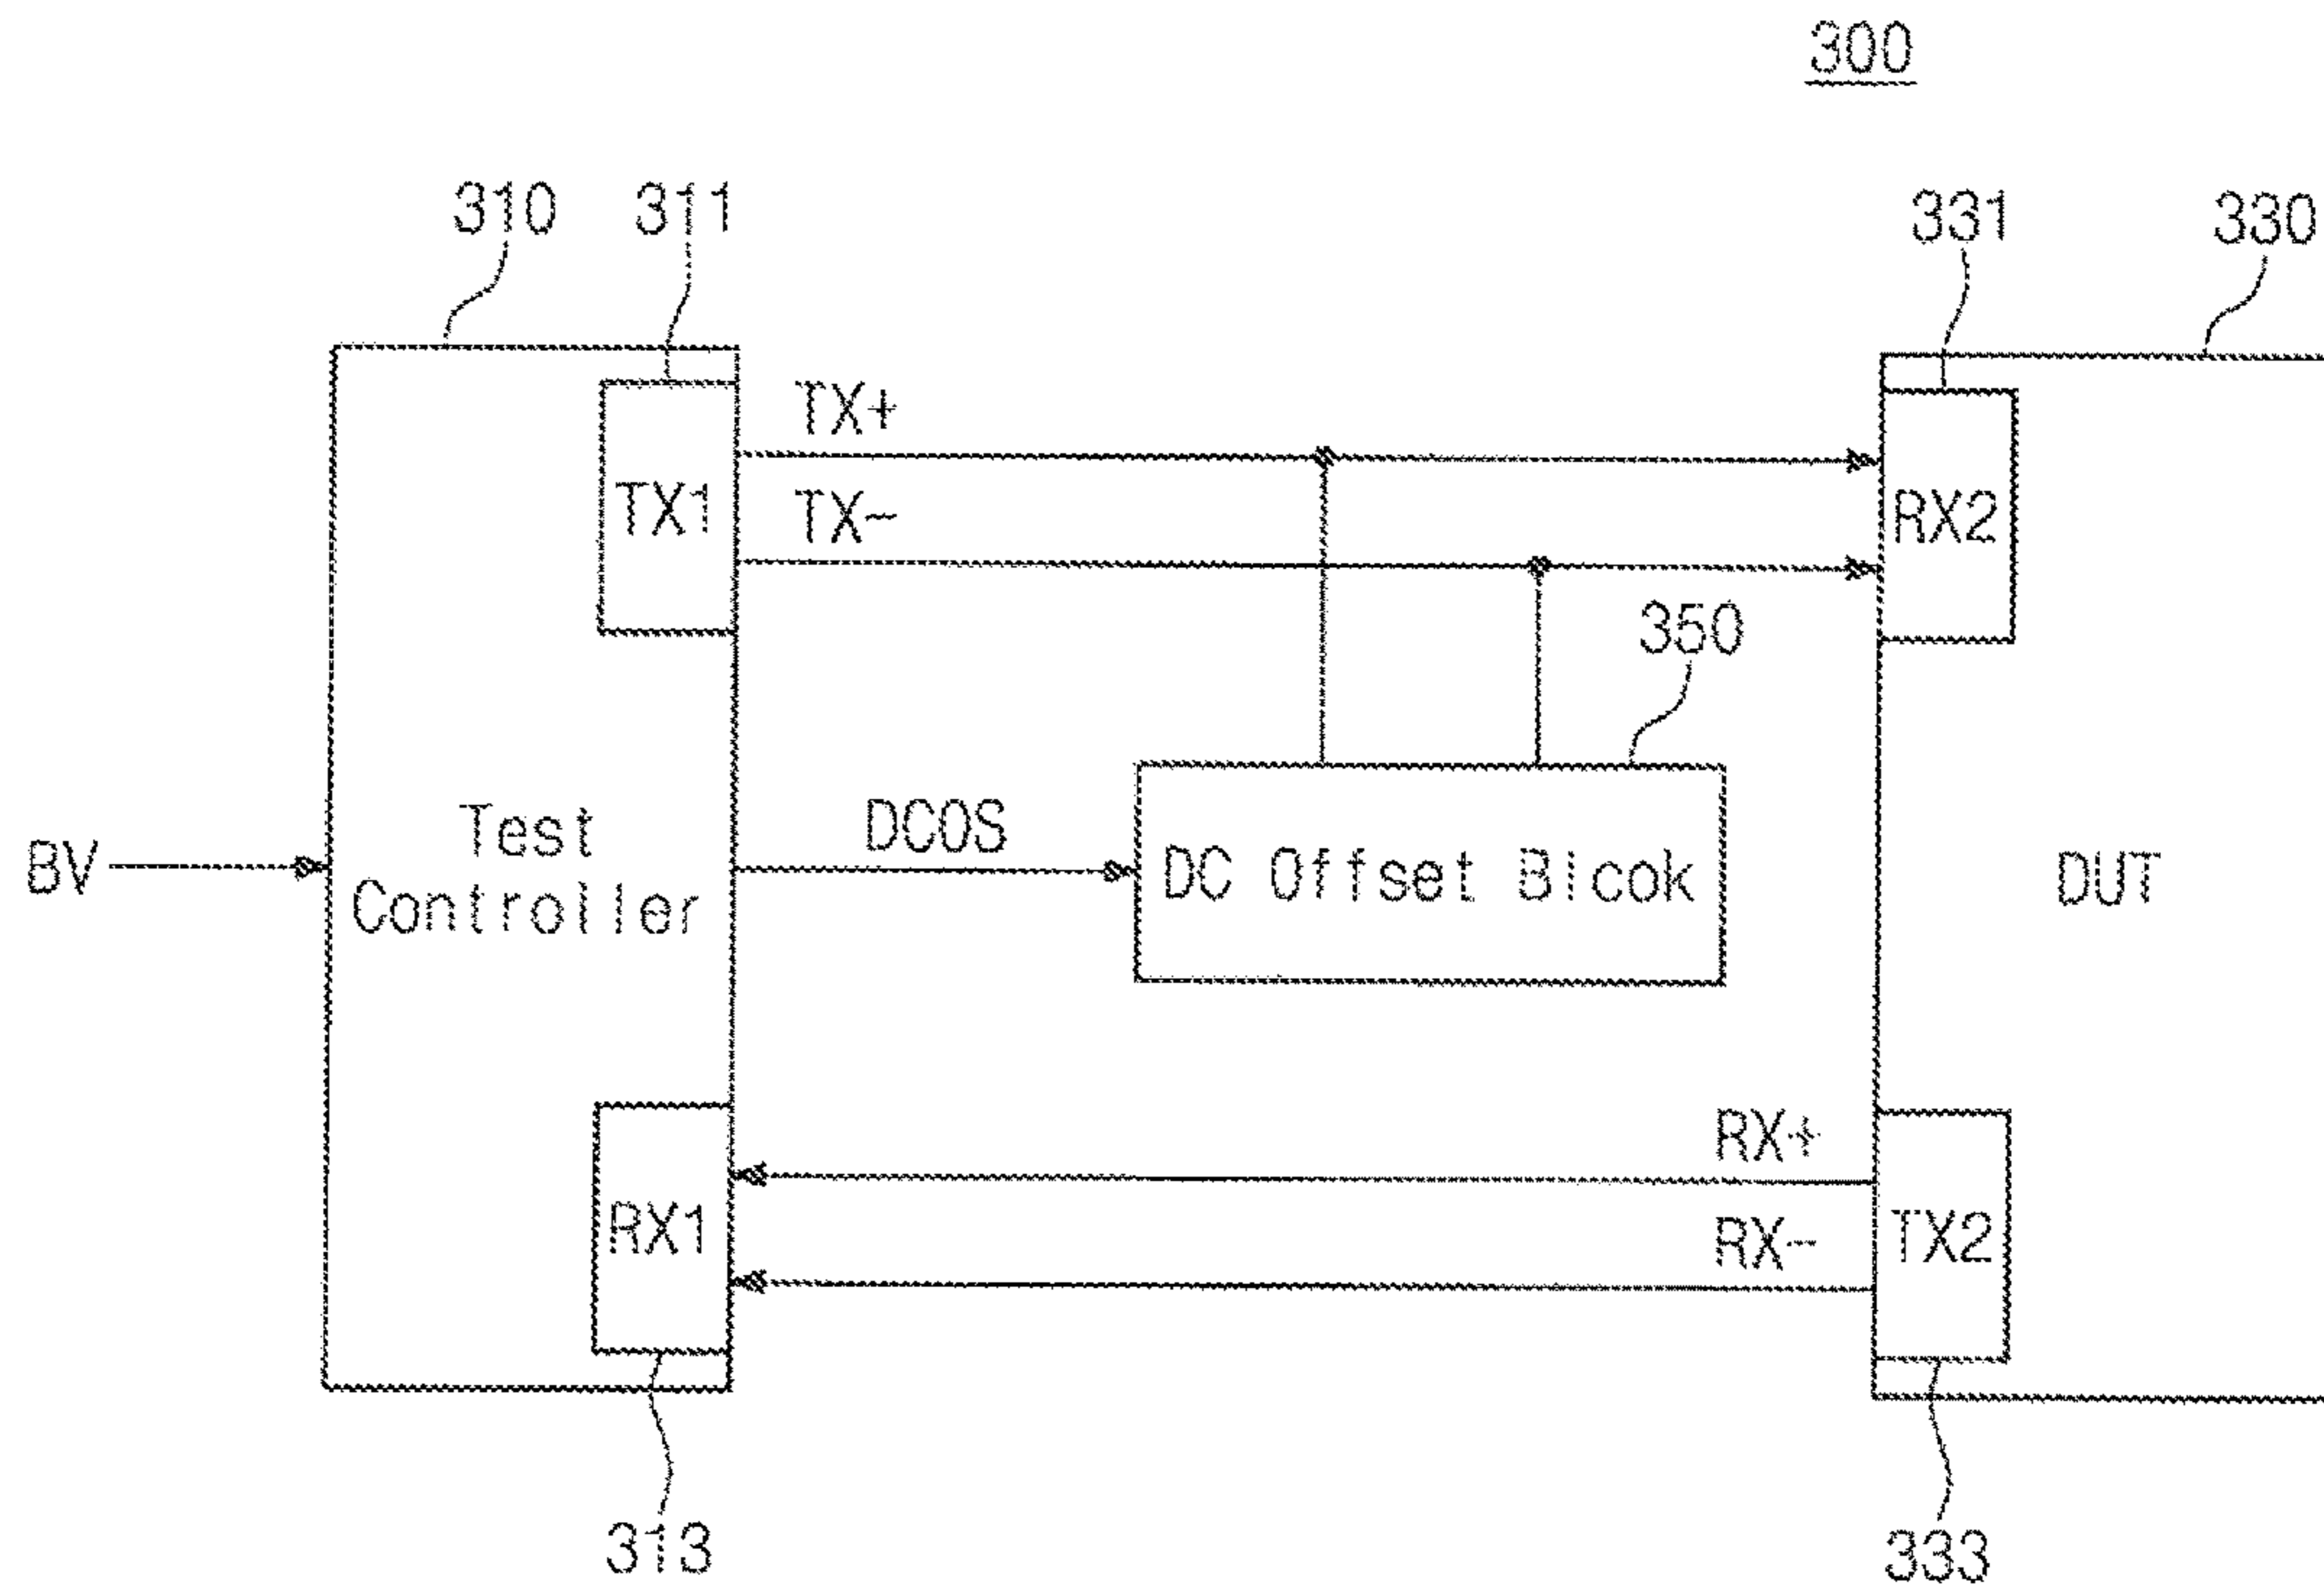 300
310
311
331
330
TX+
TX1
TX-
RX2
350
BV
Test
Controller
DCOS
DC Offset Blcok
DUT
RX+
RX1
RX-
TX2
313
333